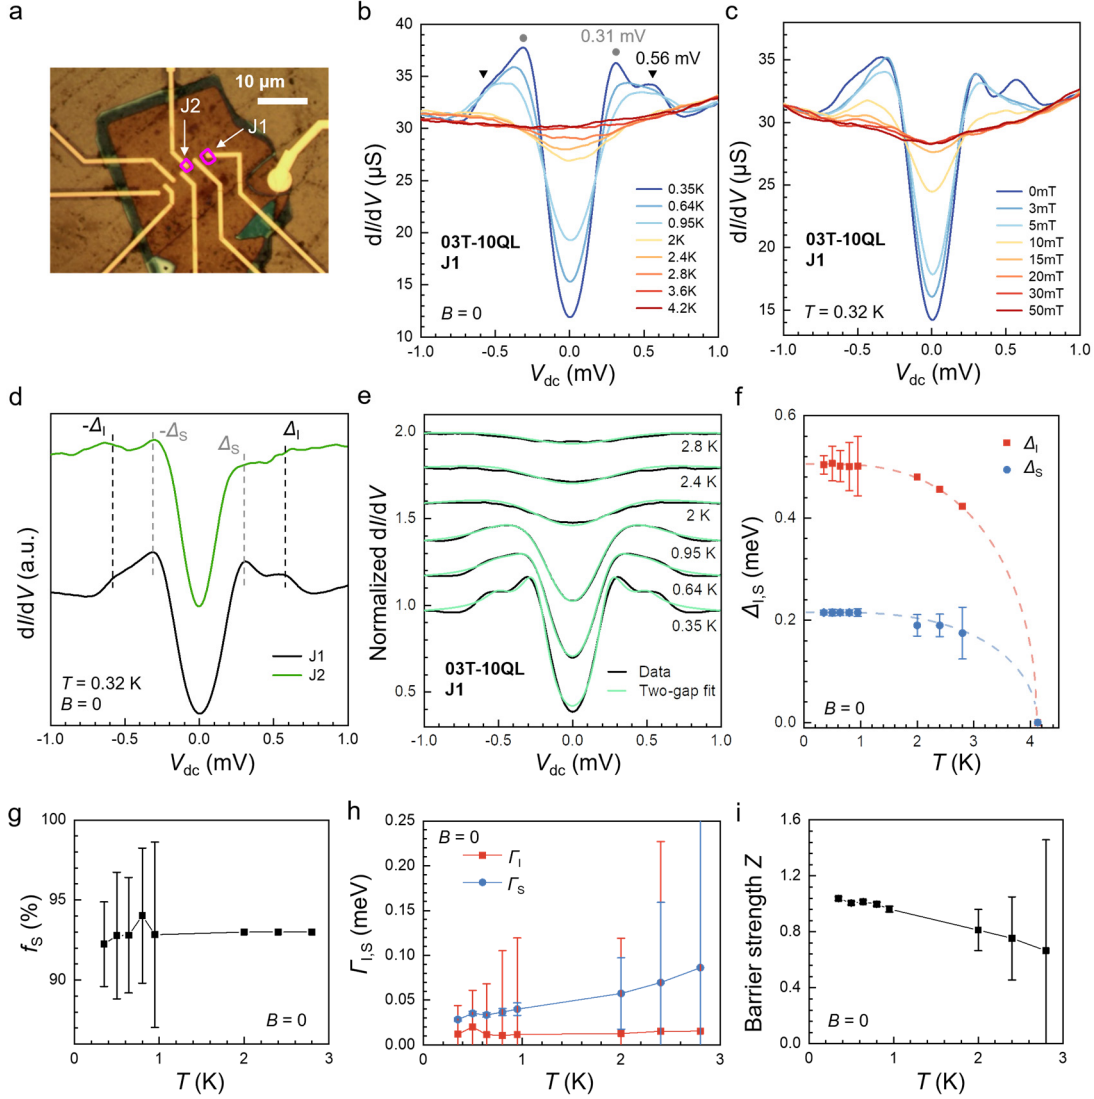 a
10 µm
J2
J1
b
0.31 mV
0.56 mV
40
35
30
25
20
15
10
dI/dV (µS)
03T-10QL
J1
B = 0
0.35K
0.64K
0.95K
2K
2.4K
2.8K
3.6K
4.2K
-1.0
-0.5
0.0
0.5
1.0
Vdc (mV)
c
35
30
25
20
15
dI/dV (µS)
03T-10QL
J1
T = 0.32 K
0mT
3mT
5mT
10mT
15mT
20mT
30mT
50mT
-1.0
-0.5
0.0
0.5
1.0
Vdc (mV)
d
-ΔI
-ΔS
ΔS
ΔI
dI/dV (a.u.)
T = 0.32 K
B = 0
J1
J2
-1.0
-0.5
0.0
0.5
1.0
Vdc (mV)
e
2.0
1.5
1.0
0.5
Normalized dI/dV
2.8 K
2.4 K
2 K
0.95 K
0.64 K
0.35 K
03T-10QL
J1
Data
Two-gap fit
-1.0
-0.5
0.0
0.5
1.0
Vdc (mV)
f
0.6
0.4
0.2
0.0
ΔI,S (meV)
ΔI
ΔS
B = 0
0
1
2
3
4
T (K)
g
100
95
90
fS (%)
B = 0
0
1
2
3
T (K)
h
0.25
0.20
0.15
0.10
0.05
0.00
ΓI,S (meV)
B = 0
ΓI
ΓS
0
1
2
3
T (K)
i
1.6
1.2
0.8
0.4
0.0
Barrier strength Z
B = 0
0
1
2
3
T (K)